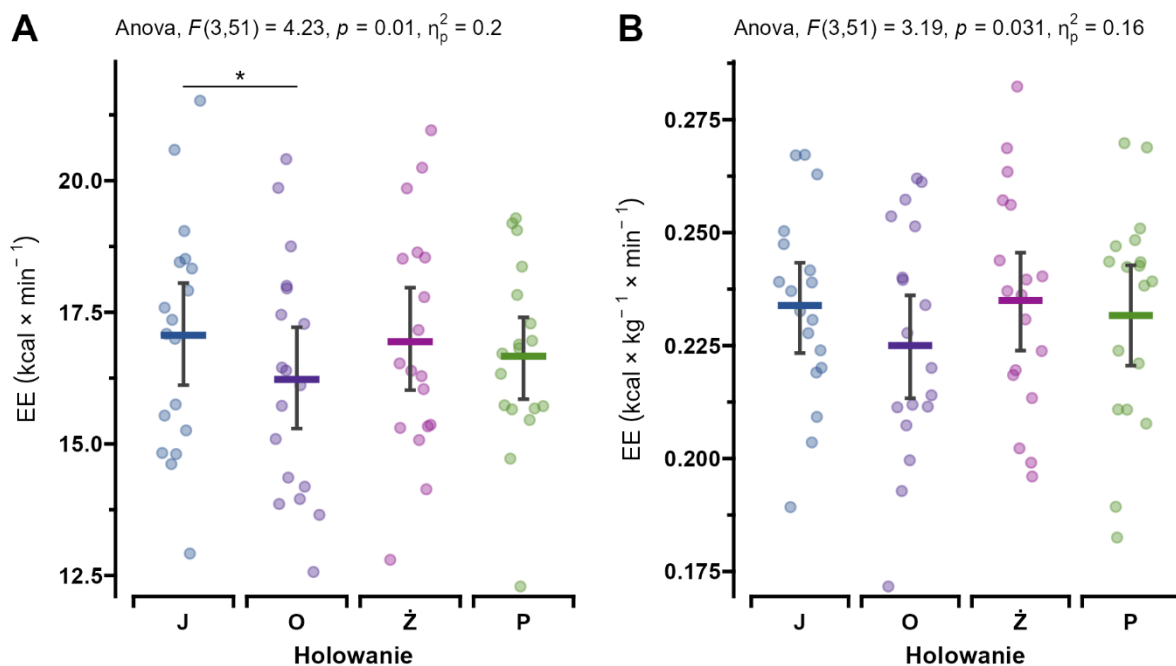 A
Anova, F(3,51) = 4.23, p = 0.01, η²ₚ = 0.2
*
EE (kcal × min⁻¹)
20.0
17.5
15.0
12.5
J O Ż P
Holowanie
B
Anova, F(3,51) = 3.19, p = 0.031, η²ₚ = 0.16
EE (kcal × kg⁻¹ × min⁻¹)
0.275
0.250
0.225
0.200
0.175
J O Ż P
Holowanie